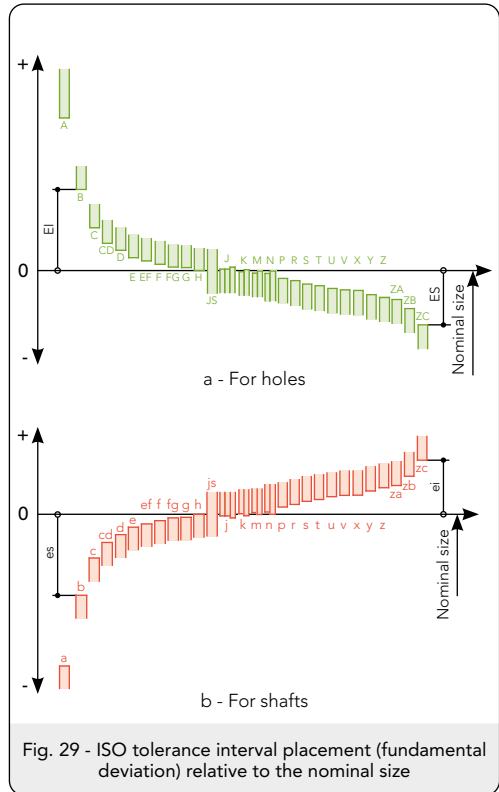 +
A
B
EI
C
CD
D
E EF F FG G H
J
K M N P R S T U V X Y Z
0
JS
ZA
ZB
ZC
ES
Nominal size
-
a - For holes
+
js
zc
zb
za
ei
ef f fg g h
e
d
cd
c
0
j
k m n p r s t u v x y z
es
b
Nominal size
a
-
b - For shafts
Fig. 29 - ISO tolerance interval placement (fundamental
deviation) relative to the nominal size